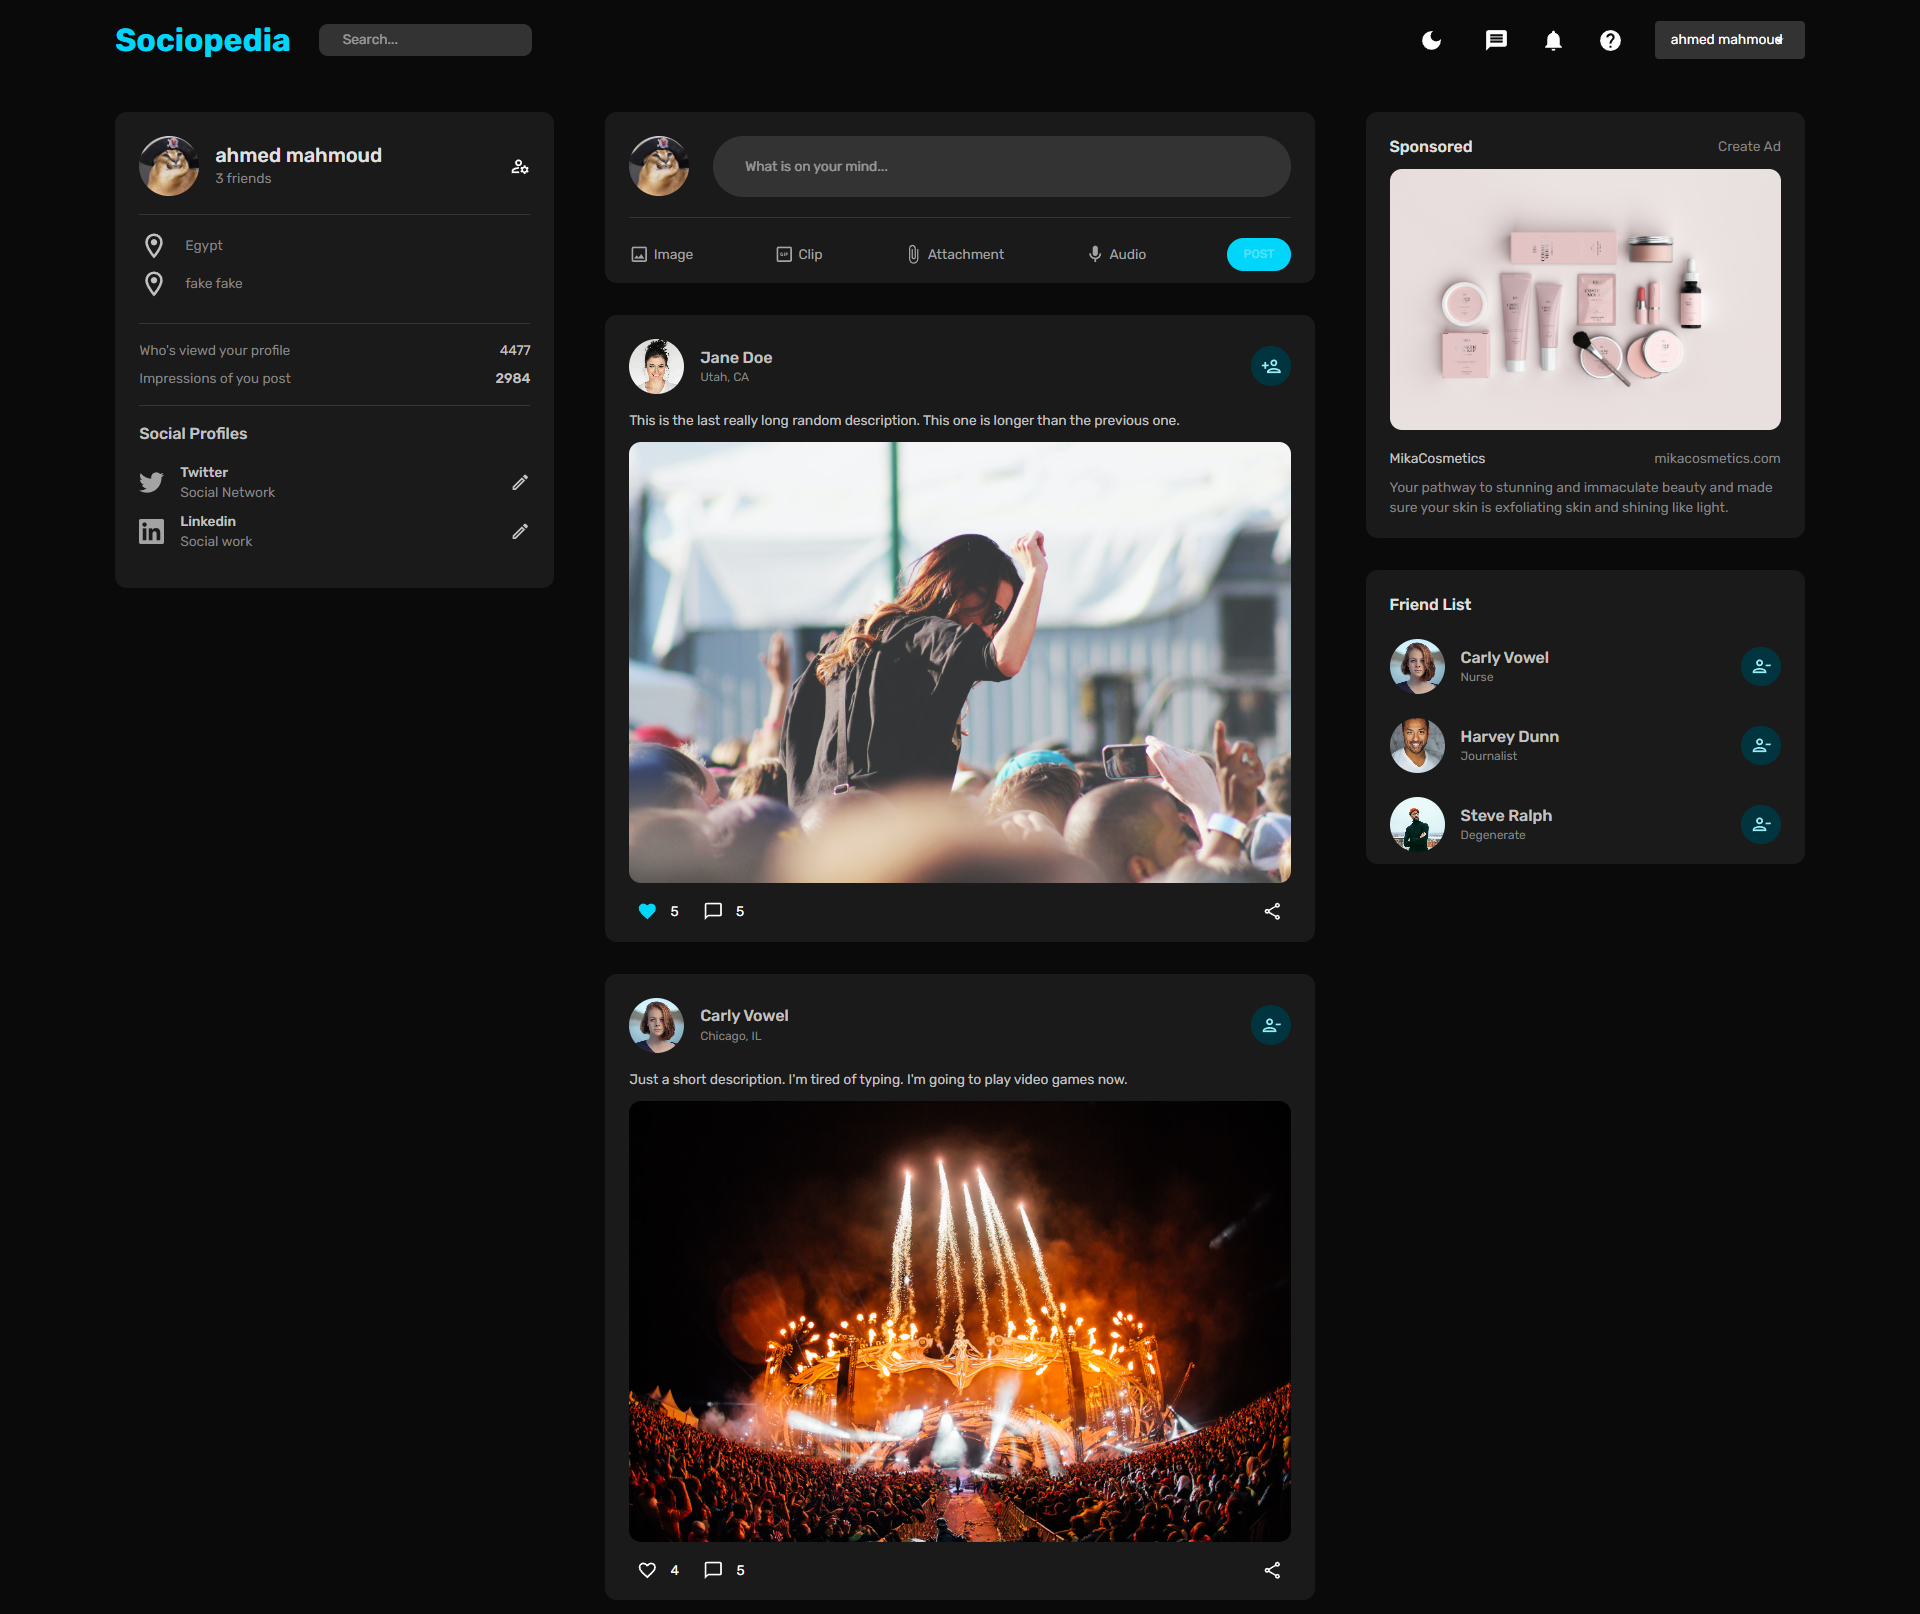 Sociopedia
Search...
ahmed mahmoud
ahmed mahmoud
3 friends
Egypt
fake fake
Who's viewd your profile
4477
Impressions of you post
2984
Social Profiles
Twitter
Social Network
Linkedin
Social work
What is on your mind...
Image
Clip
Attachment
Audio
POST
Jane Doe
Utah, CA
This is the last really long random description. This one is longer than the previous one.
5
5
Carly Vowel
Chicago, IL
Just a short description. I'm tired of typing. I'm going to play video games now.
4
5
Sponsored
Create Ad
MikaCosmetics
mikacosmetics.com
Your pathway to stunning and immaculate beauty and made
sure your skin is exfoliating skin and shining like light.
Friend List
Carly Vowel
Nurse
Harvey Dunn
Journalist
Steve Ralph
Degenerate